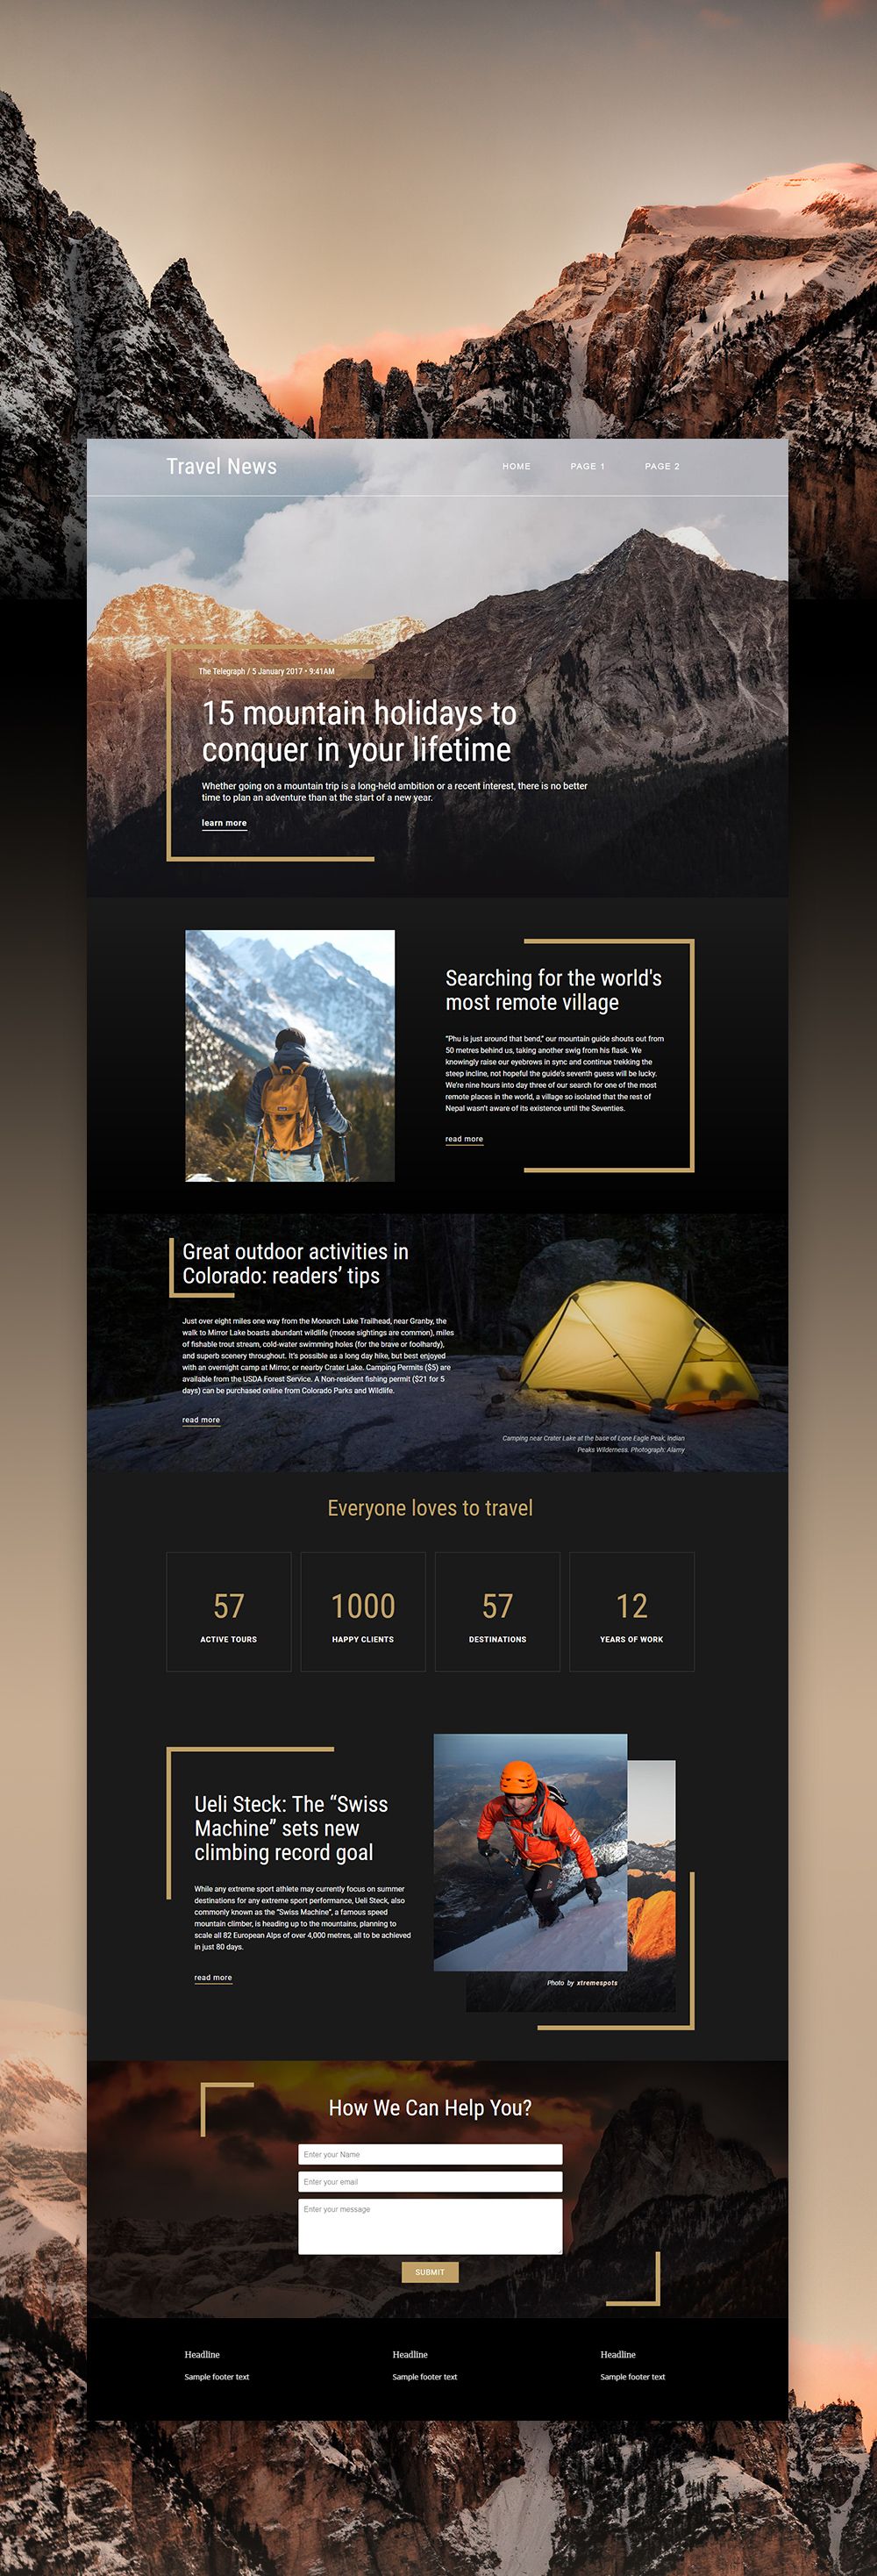 Travel News
HOME
PAGE 1
PAGE 2
The Telegraph / 5 January 2017 • 9:41AM
15 mountain holidays to
conquer in your lifetime
Whether going on a mountain trip is a long-held ambition or a recent interest, there is no better
time to plan an adventure than at the start of a new year.
learn more
Searching for the world's
most remote village
“Phu is just around that bend,” our mountain guide shouts out from
50 metres behind us, taking another swig from his flask. We
knowingly raise our eyebrows in sync and continue trekking the
steep incline, not hopeful the guide’s seventh guess will be lucky.
We’re nine hours into day three of our search for one of the most
remote places in the world, a village so isolated that the rest of
Nepal wasn’t aware of its existence until the Seventies.
read more
Great outdoor activities in
Colorado: readers’ tips
Just over eight miles one way from the Monarch Lake Trailhead, near Granby, the
walk to Mirror Lake boasts abundant wildlife (moose sightings are common), miles
of fishable trout stream, cold-water swimming holes (for the brave or foolhardy),
and superb scenery throughout. It’s possible as a long day hike, but best enjoyed
with an overnight camp at Mirror, or nearby Crater Lake. Camping Permits ($5) are
available from the USDA Forest Service. A Non-resident fishing permit ($21 for 5
days) can be purchased online from Colorado Parks and Wildlife.
read more
Camping near Crater Lake at the base of Lone Eagle Peak, Indian
Peaks Wilderness. Photograph: Alamy
Everyone loves to travel
57
ACTIVE TOURS
1000
HAPPY CLIENTS
57
DESTINATIONS
12
YEARS OF WORK
Ueli Steck: The “Swiss
Machine” sets new
climbing record goal
While any extreme sport athlete may currently focus on summer
destinations for any extreme sport performance, Ueli Steck, also
commonly known as the “Swiss Machine”, a famous speed
mountain climber, is heading up to the mountains, planning to
scale all 82 European Alps of over 4,000 metres, all to be achieved
in just 80 days.
read more
Photo by xtremespots
How We Can Help You?
Enter your Name
Enter your email
Enter your message
SUBMIT
Headline
Sample footer text
Headline
Sample footer text
Headline
Sample footer text